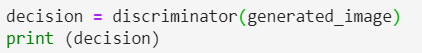 decision = discriminator(generated_image)
print (decision)